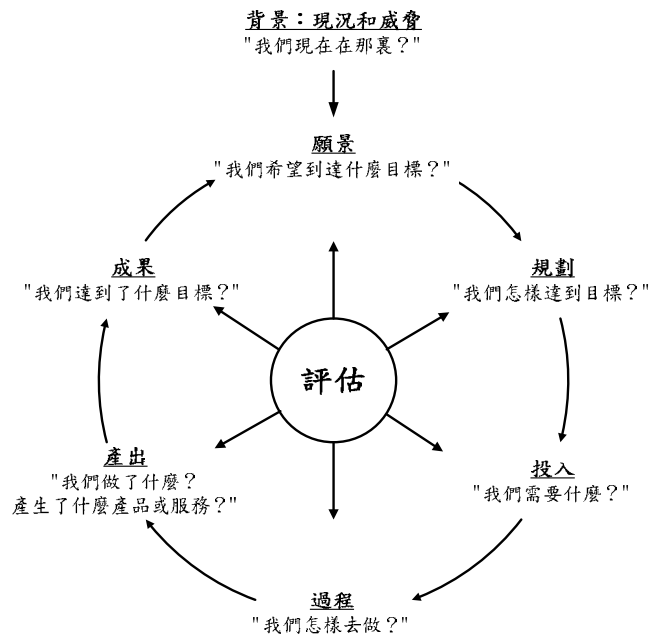 背景：現況和威脅
"我們現在在那裏？"
願景
"我們希望到達什麼目標？"
規劃
"我們怎樣達到目標？"
投入
"我們需要什麼？"
過程
"我們怎樣去做？"
產出
"我們做了什麼？
產生了什麼產品或服務？"
成果
"我們達到了什麼目標？"
評估